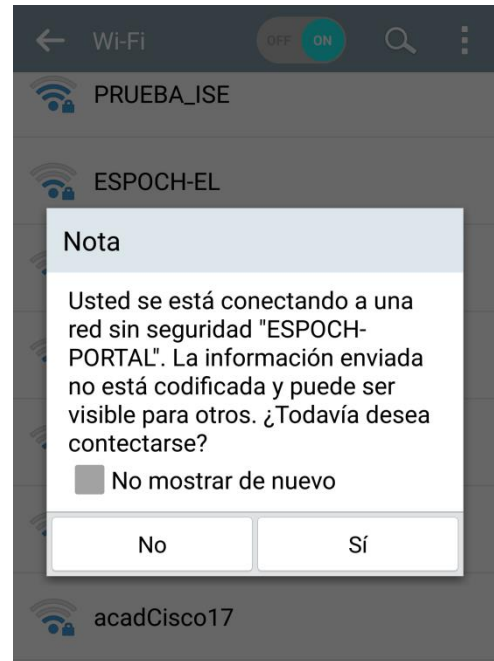 Wi-Fi
OFF ON
PRUEBA_ISE
ESPOCH-EL
Nota
Usted se está conectando a una
red sin seguridad "ESPOCH-
PORTAL". La información enviada
no está codificada y puede ser
visible para otros. ¿Todavía desea
contectarse?
No mostrar de nuevo
No
Sí
acadCisco17